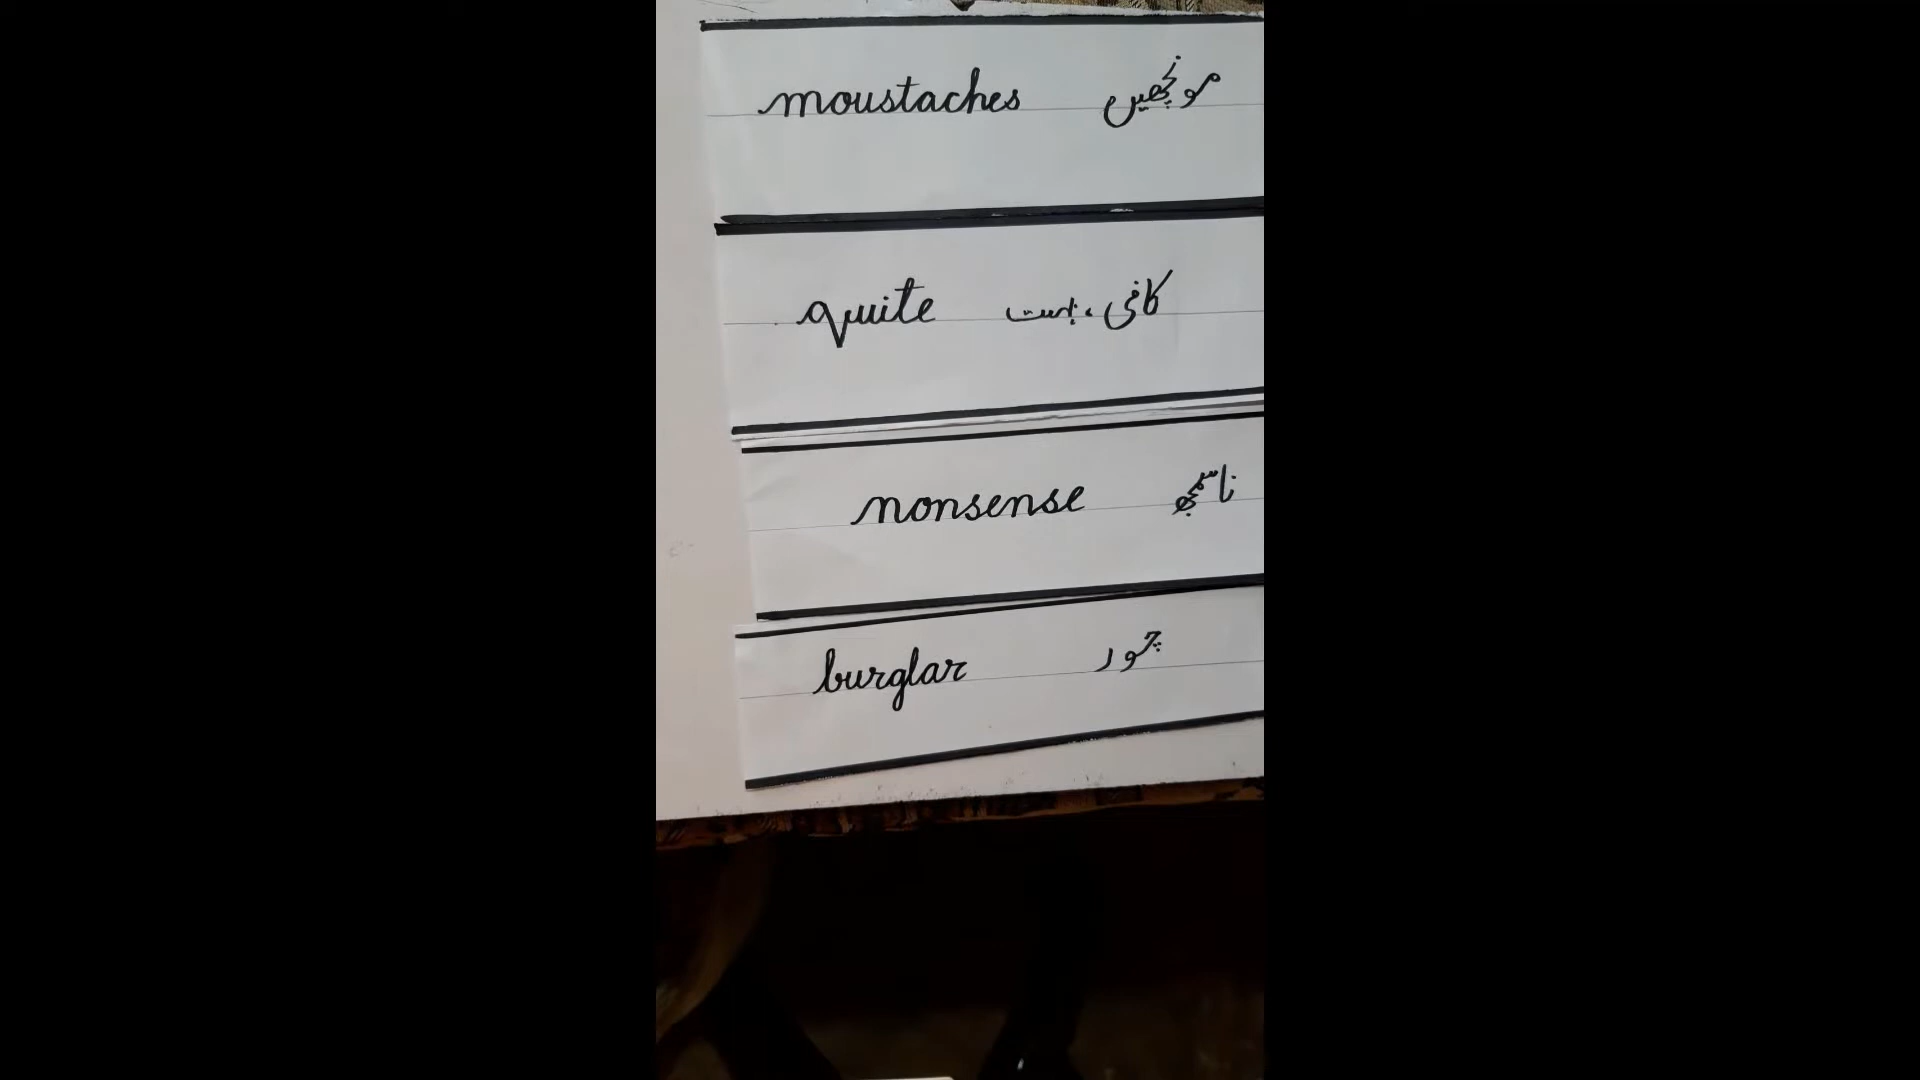 moustaches مونچھیں
quite کافی، بہت
nonsense ناسمجھ
burglar چور